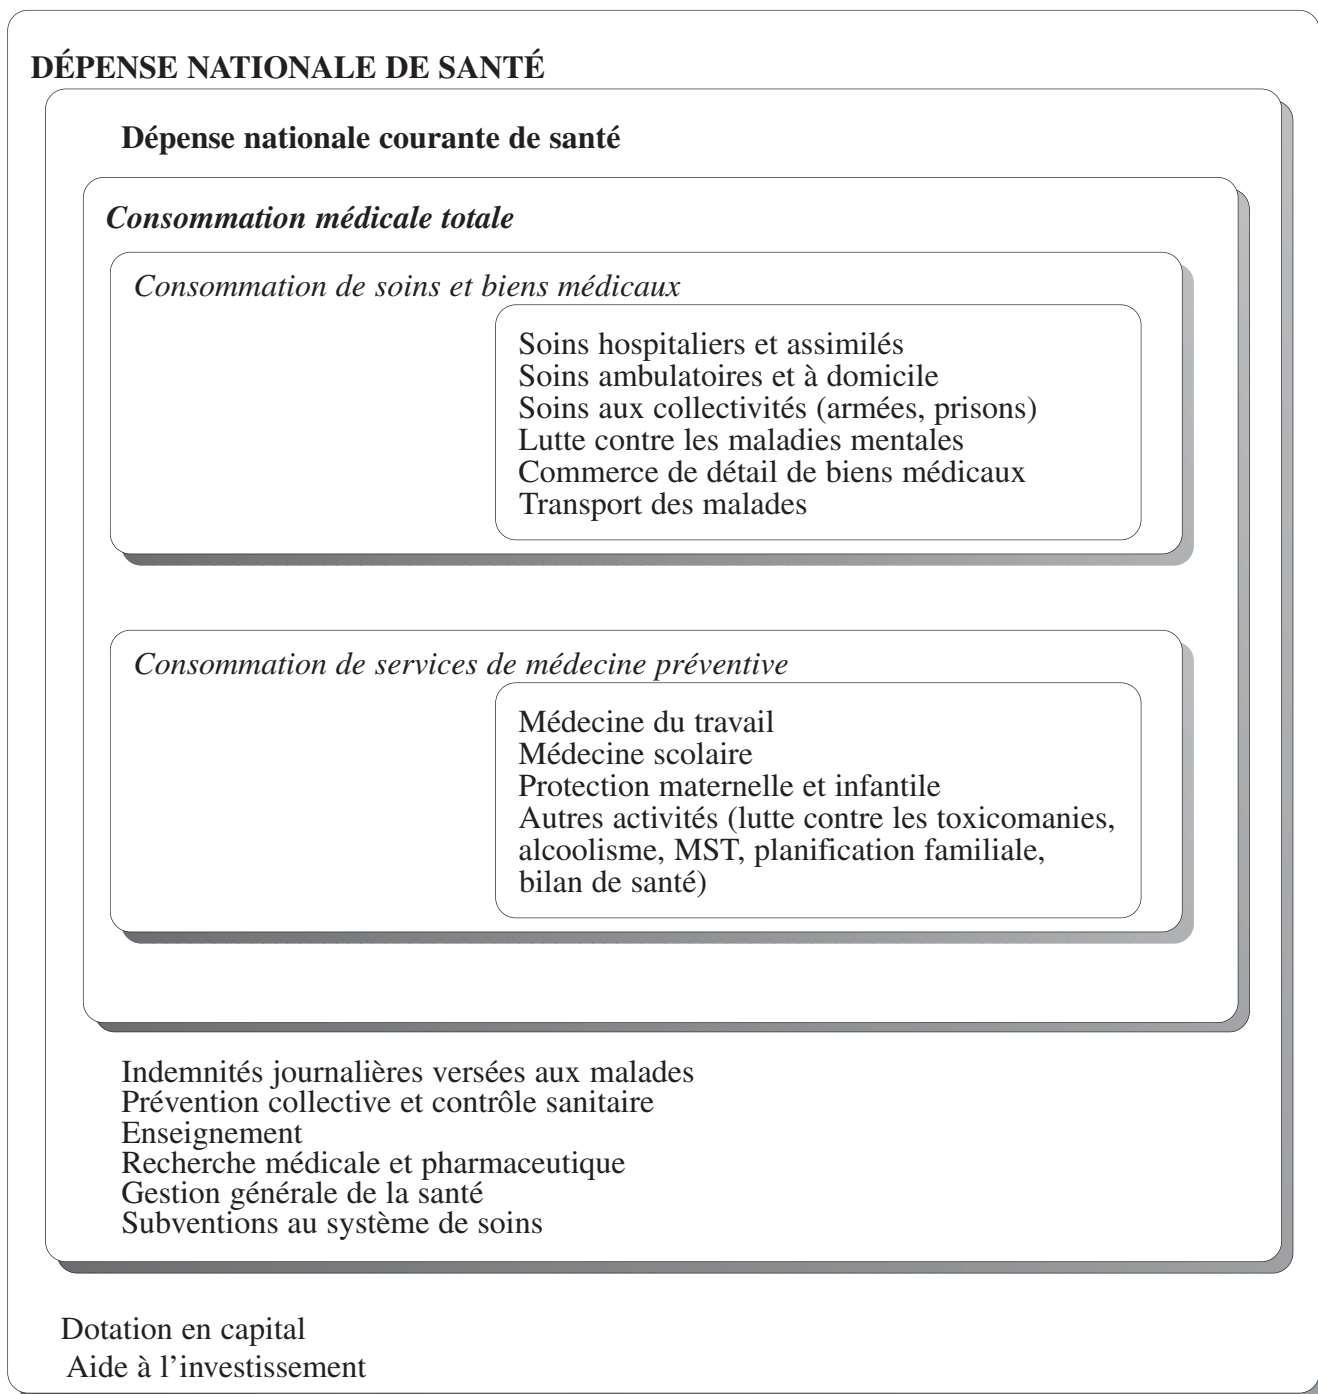 DÉPENSE NATIONALE DE SANTÉ
Dépense nationale courante de santé
Consommation médicale totale
Consommation de soins et biens médicaux
Soins hospitaliers et assimilés
Soins ambulatoires et à domicile
Soins aux collectivités (armées, prisons)
Lutte contre les maladies mentales
Commerce de détail de biens médicaux
Transport des malades
Consommation de services de médecine préventive
Médecine du travail
Médecine scolaire
Protection maternelle et infantile
Autres activités (lutte contre les toxicomanies,
alcoolisme, MST, planification familiale,
bilan de santé)
Indemnités journalières versées aux malades
Prévention collective et contrôle sanitaire
Enseignement
Recherche médicale et pharmaceutique
Gestion générale de la santé
Subventions au système de soins
Dotation en capital
Aide à l’investissement